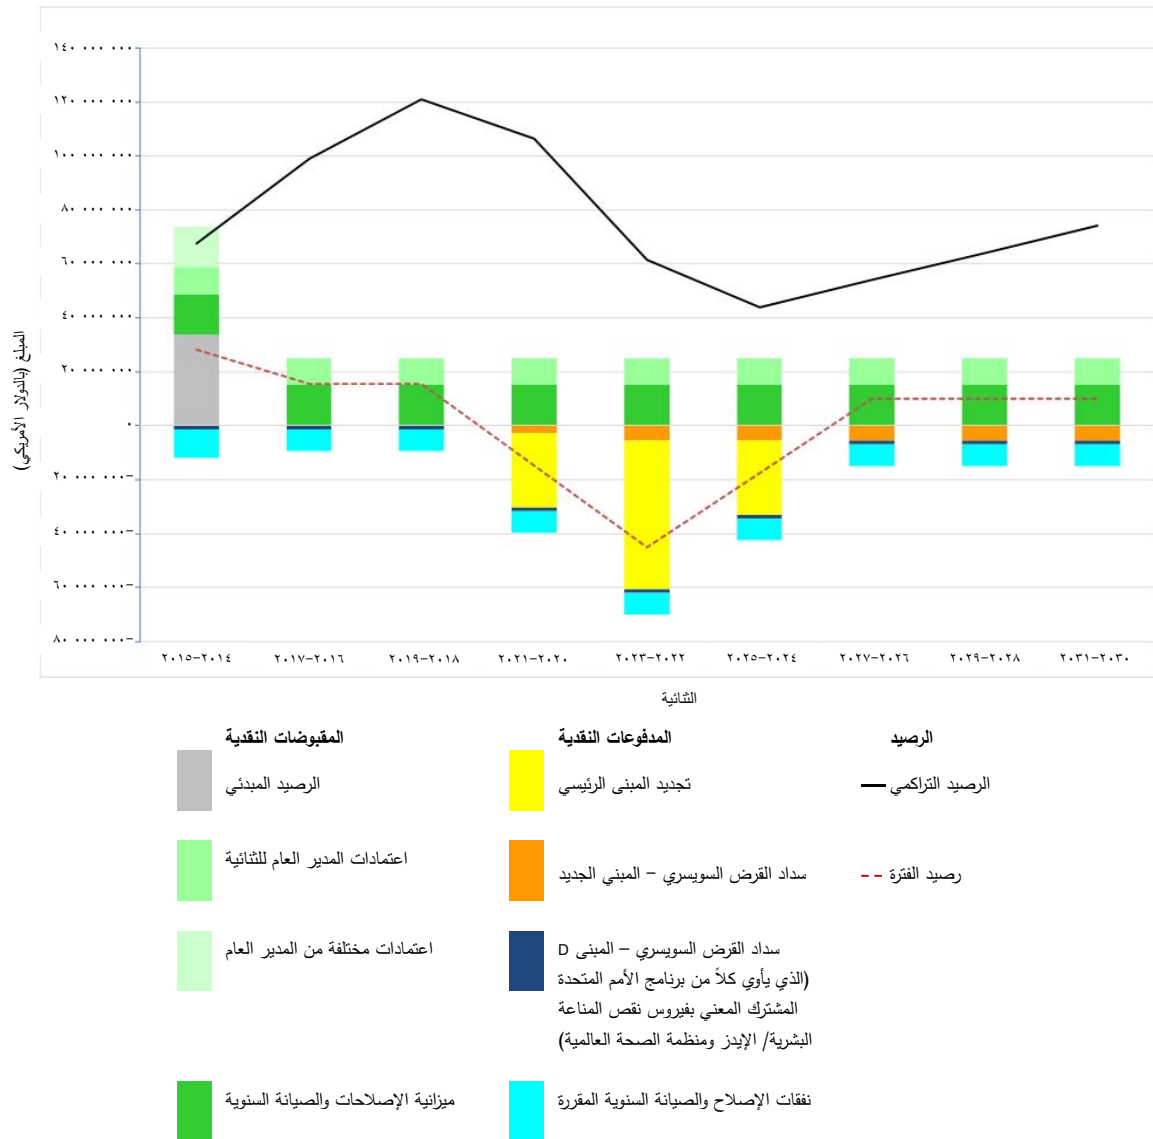 ١٤٠ ٠٠٠ ٠٠٠
١٢٠ ٠٠٠ ٠٠٠
١٠٠ ٠٠٠ ٠٠٠
٨٠ ٠٠٠ ٠٠٠
٦٠ ٠٠٠ ٠٠٠
٤٠ ٠٠٠ ٠٠٠
٢٠ ٠٠٠ ٠٠٠
٠
٢٠ ٠٠٠ ٠٠٠−
٤٠ ٠٠٠ ٠٠٠−
٦٠ ٠٠٠ ٠٠٠−
٨٠ ٠٠٠ ٠٠٠−
المبلغ (بالدولار الأمريكي)
٢٠١٤-٢٠١٥
٢٠١٦-٢٠١٧
٢٠١٨-٢٠١٩
٢٠٢٠-٢٠٢١
٢٠٢٢-٢٠٢٣
٢٠٢٤-٢٠٢٥
٢٠٢٦-٢٠٢٧
٢٠٢٨-٢٠٢٩
٢٠٣٠-٢٠٣١
الثنائية
المقبوضات النقدية
الرصيد المبدئي
اعتمادات المدير العام للثنائية
اعتمادات مختلفة من المدير العام
ميزانية الإصلاحات والصيانة السنوية
المدفوعات النقدية
تجديد المبنى الرئيسي
سداد القرض السويسري – المبني الجديد
سداد القرض السويسري – المبنى D
(الذي يأوي كلاً من برنامج الأمم المتحدة
المشترك المعني بفيروس نقص المناعة
البشرية/ الإيدز ومنظمة الصحة العالمية)
نفقات الإصلاح والصيانة السنوية المقررة
الرصيد
الرصيد التراكمي
رصيد الفترة